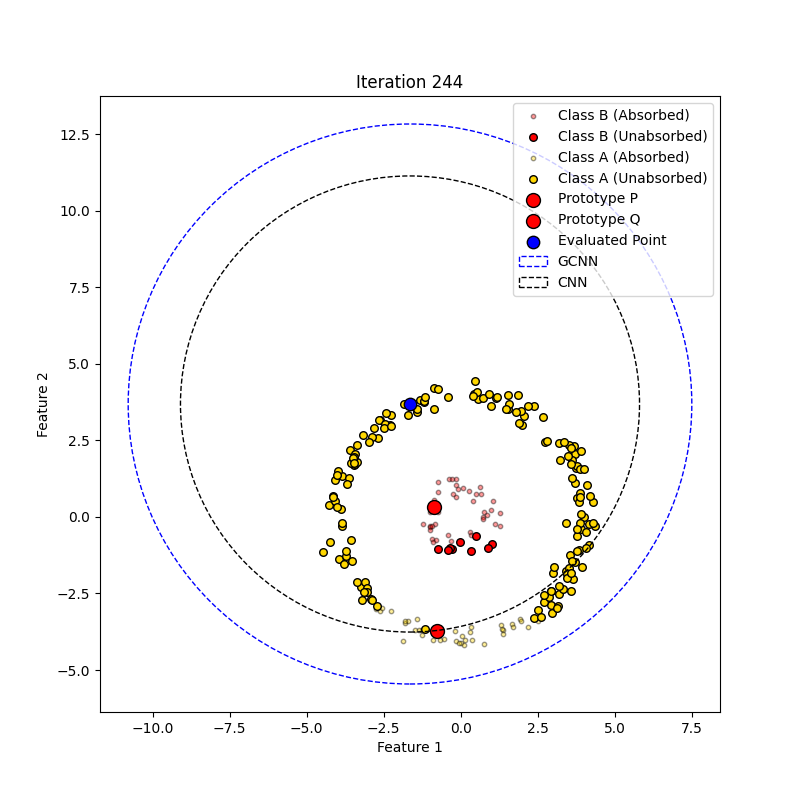 Iteration 244
Class B (Absorbed)
Class B (Unabsorbed)
Class A (Absorbed)
Class A (Unabsorbed)
Prototype P
Prototype Q
Evaluated Point
GCNN
CNN
12.5
10.0
7.5
5.0
2.5
0.0
−2.5
−5.0
Feature 2
−10.0 −7.5 −5.0 −2.5 0.0 2.5 5.0 7.5
Feature 1